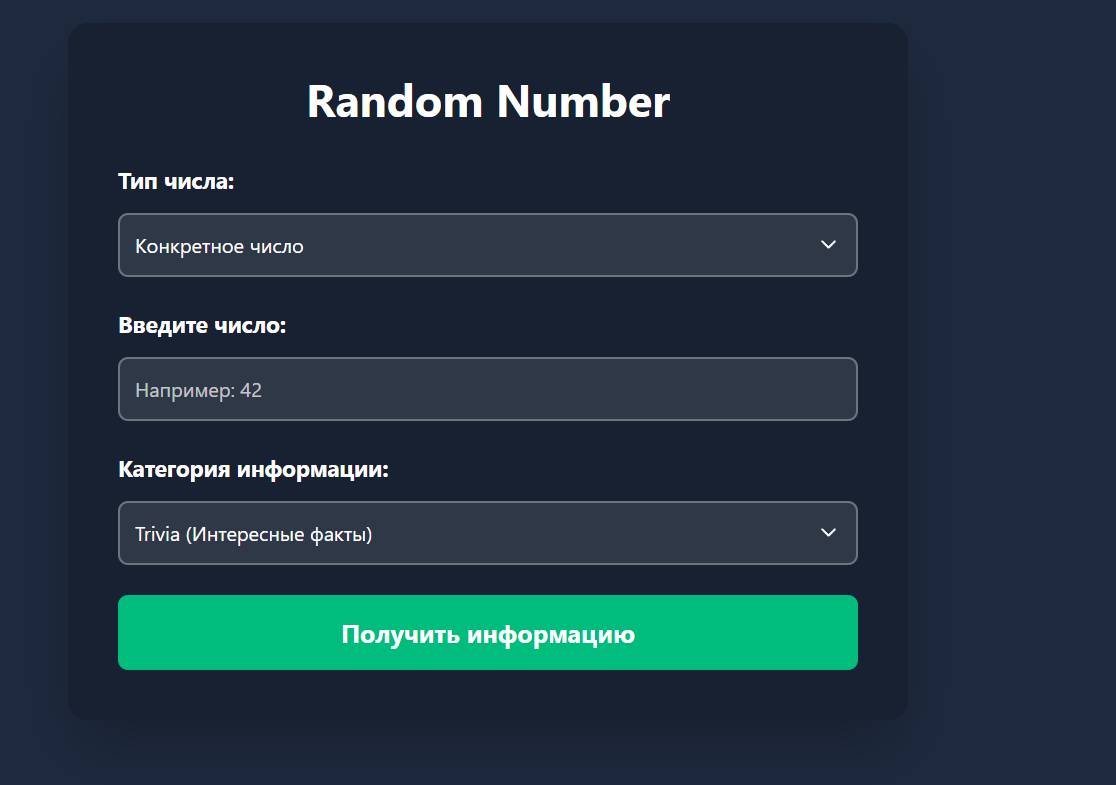 Random Number
Тип числа:
Конкретное число
Введите число:
Например: 42
Категория информации:
Trivia (Интересные факты)
Получить информацию